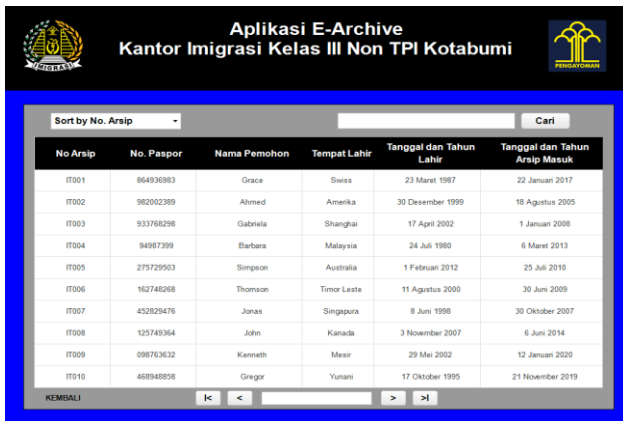 Aplikasi E-Archive
Kantor Imigrasi Kelas III Non TPI Kotabumi
IMIGRASI
PENGAYOMAN
Sort by No. Arsip
Cari
No Arsip No. Paspor Nama Pemohon Tempat Lahir Tanggal dan Tahun Lahir Tanggal dan Tahun Arsip Masuk
IT001 864936983 Grace Swiss 23 Maret 1987 22 Januari 2017
IT002 982002389 Ahmed Amerika 30 Desember 1999 18 Agustus 2005
IT003 933768298 Gabriela Shanghai 17 April 2002 1 Januari 2008
IT004 94987399 Barbara Malaysia 24 Juli 1980 6 Maret 2013
IT005 275729503 Simpson Australia 1 Februari 2012 25 Juli 2010
IT006 162748268 Thomson Timor Leste 11 Agustus 2000 30 Juni 2009
IT007 452829476 Jonas Singapura 8 Juni 1998 30 Oktober 2007
IT008 125749364 John Kanada 3 November 2007 6 Juni 2014
IT009 098763632 Kenneth Mesir 29 Mei 2002 12 Januari 2020
IT010 468948858 Gregor Yunani 17 Oktober 1995 21 November 2019
KEMBALI |< < > >|